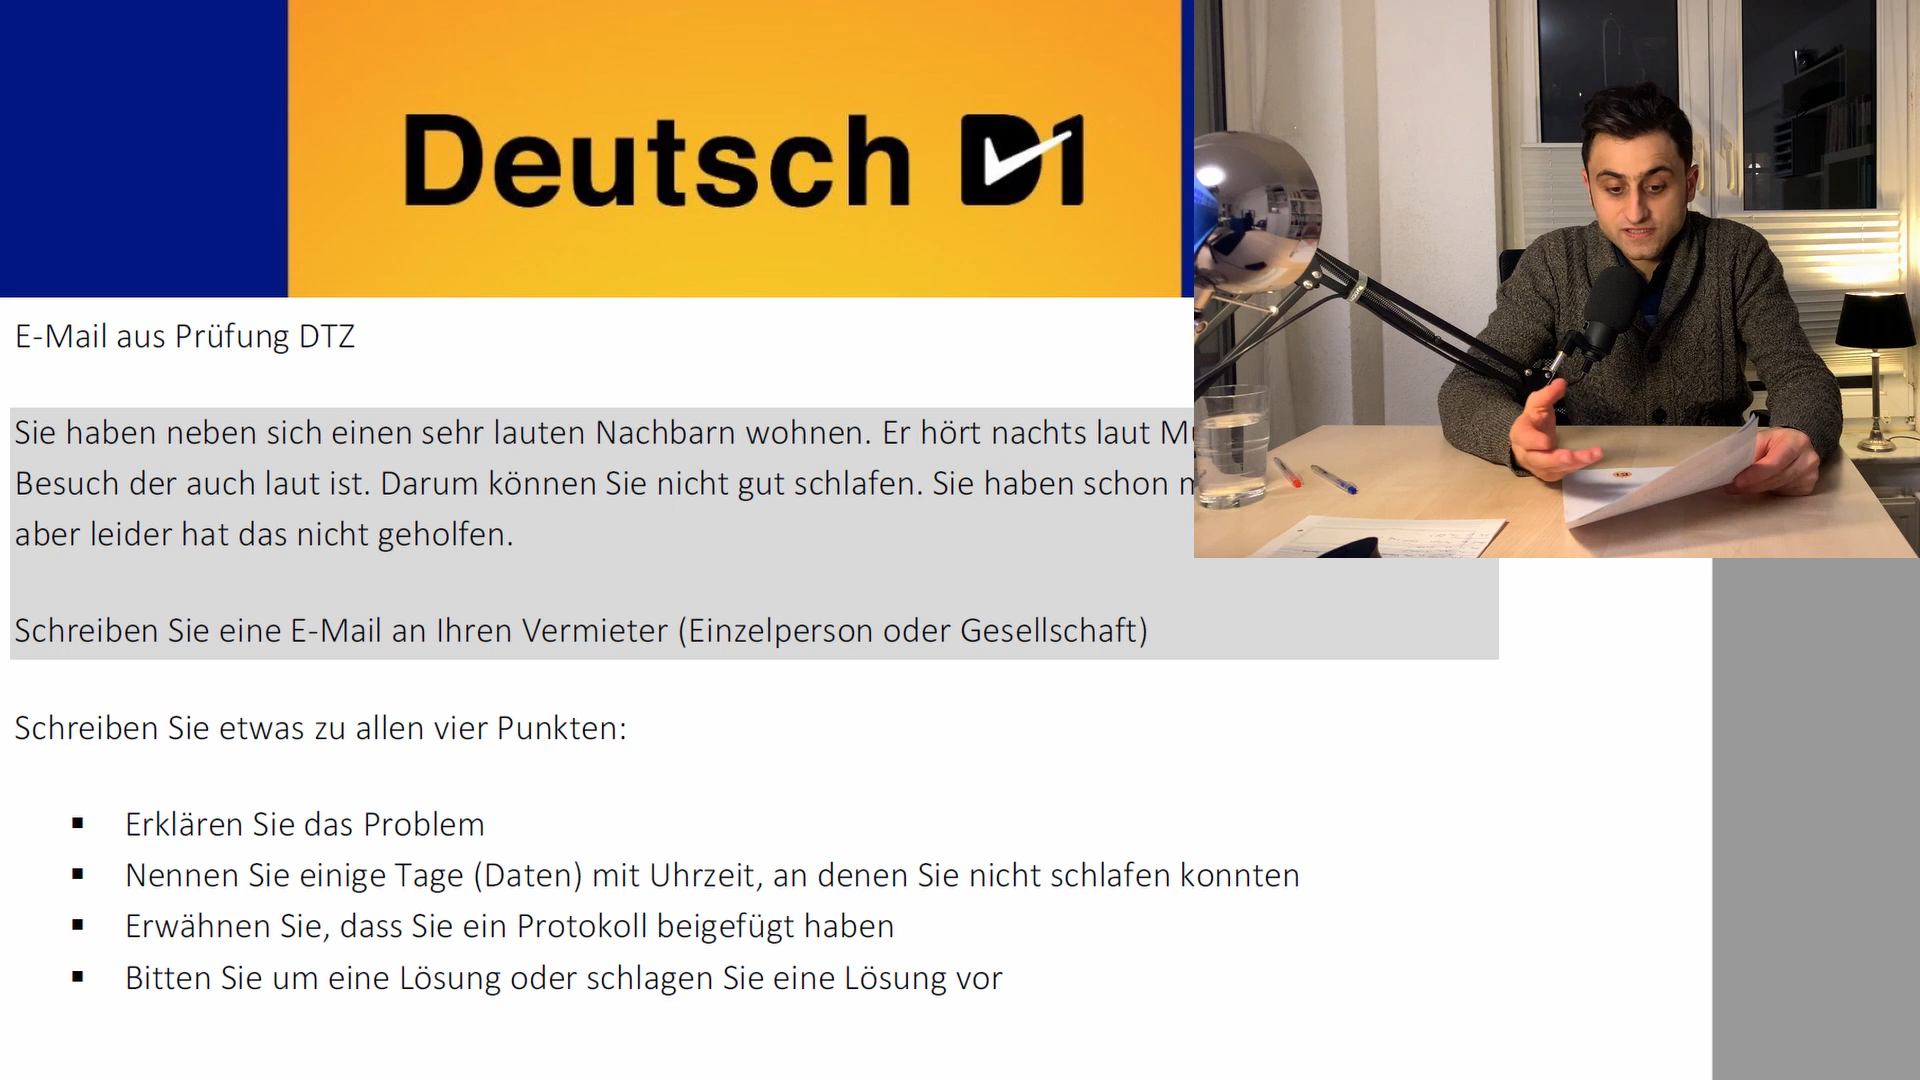 Deutsch D1
E-Mail aus Prüfung DTZ
Sie haben neben sich einen sehr lauten Nachbarn wohnen. Er hört nachts laut
Besuch der auch laut ist. Darum können Sie nicht gut schlafen. Sie haben schon
aber leider hat das nicht geholfen.
Schreiben Sie eine E-Mail an Ihren Vermieter (Einzelperson oder Gesellschaft)
Schreiben Sie etwas zu allen vier Punkten:
▪ Erklären Sie das Problem
▪ Nennen Sie einige Tage (Daten) mit Uhrzeit, an denen Sie nicht schlafen konnten
▪ Erwähnen Sie, dass Sie ein Protokoll beigefügt haben
▪ Bitten Sie um eine Lösung oder schlagen Sie eine Lösung vor